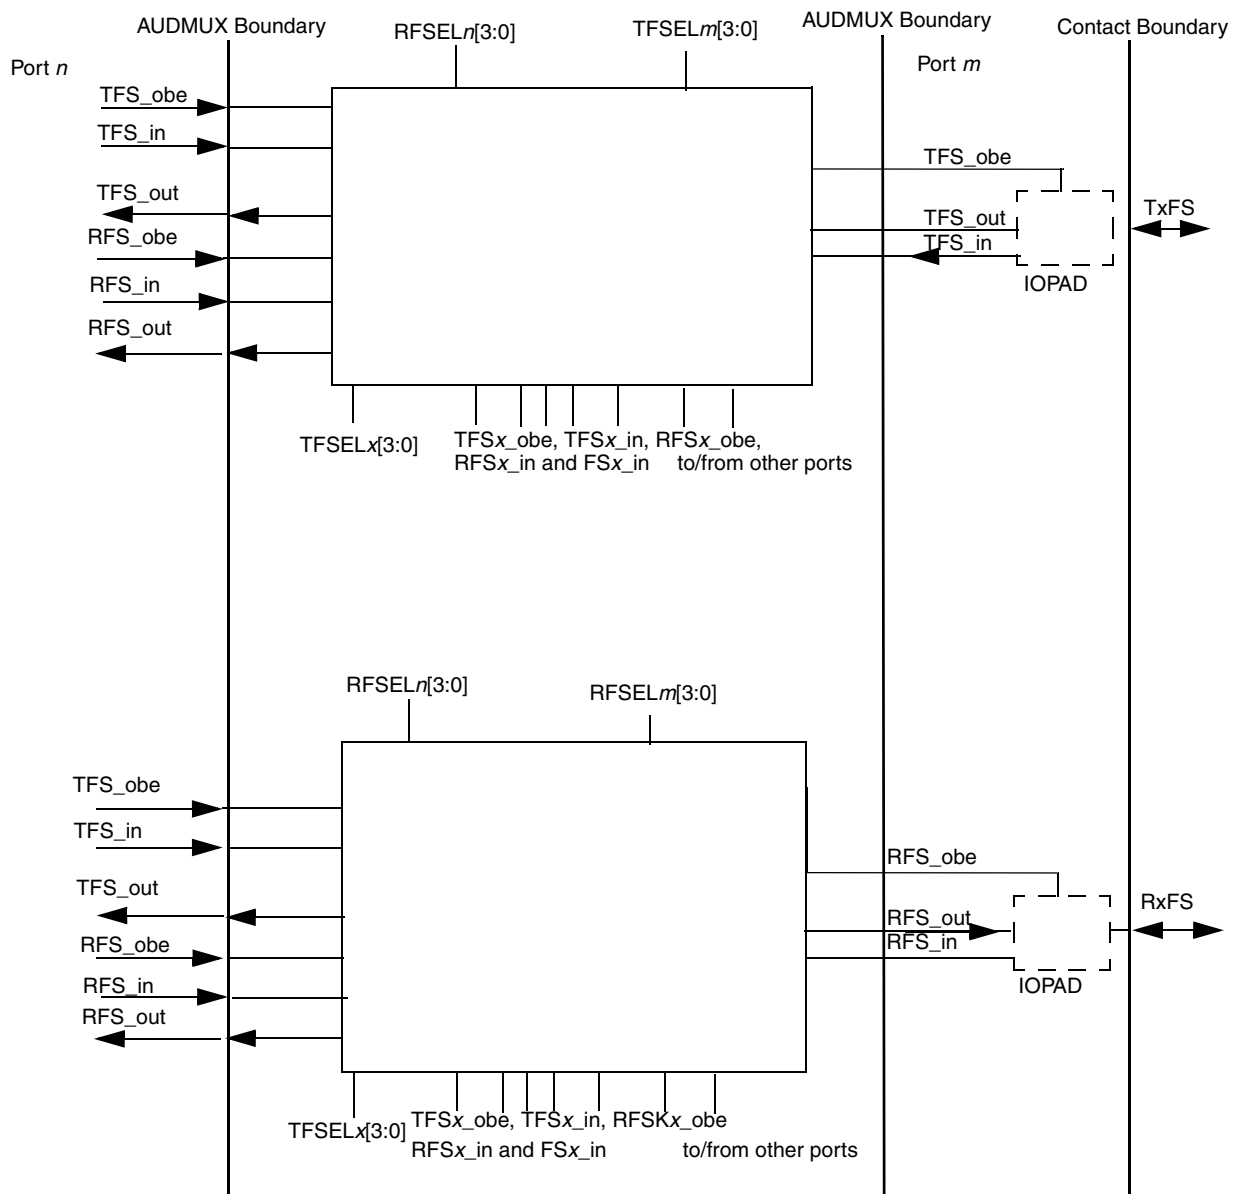 AUDMUX Boundary
RFSELn[3:0]
TFSELm[3:0]
AUDMUX Boundary
Contact Boundary
Port n
Port m
TFS_obe
TFS_in
TFS_out
RFS_obe
RFS_in
RFS_out
TFS_obe
TFS_out
TFS_in
TxFS
IOPAD
TFSELx[3:0]
TFSx_obe, TFSx_in, RFSx_obe,
RFSx_in and FSx_in to/from other ports
RFSELn[3:0]
RFSELm[3:0]
TFS_obe
TFS_in
TFS_out
RFS_obe
RFS_in
RFS_out
RFS_obe
RFS_out
RFS_in
RxFS
IOPAD
TFSELx[3:0]
TFSx_obe, TFSx_in, RFSKx_obe
RFSx_in and FSx_in to/from other ports